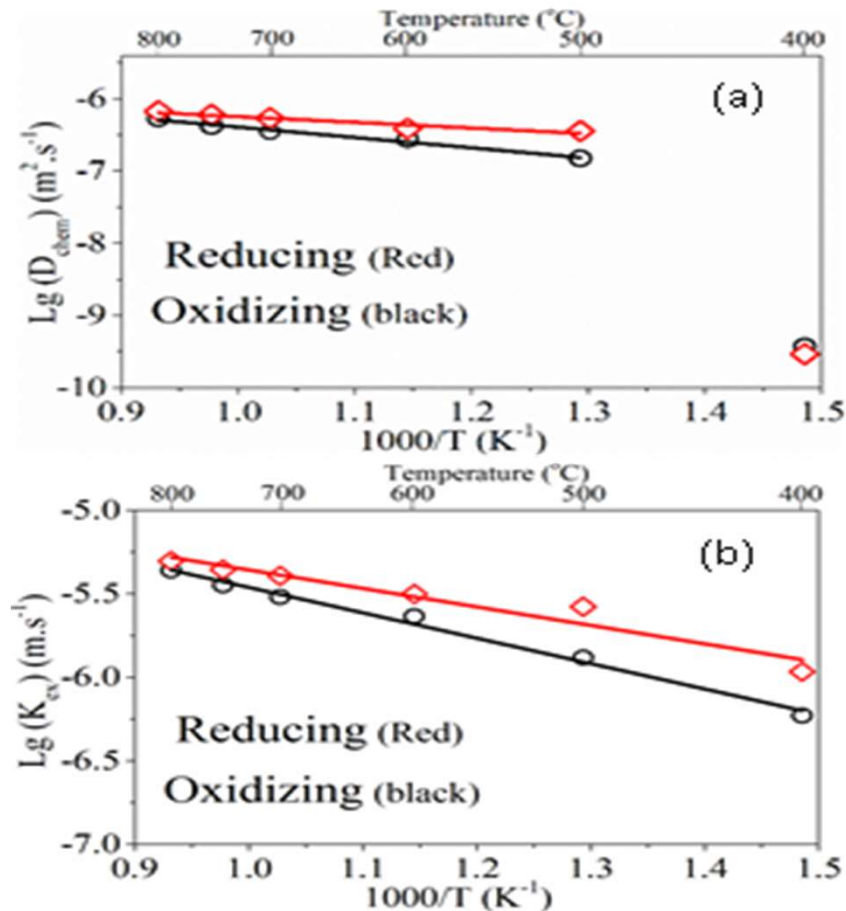 Temperature (°C)
800 700 600 500 400
(a)
-6
-7
-8
-9
-10
Lg (D_chem) (m².s⁻¹)
Reducing (Red)
Oxidizing (black)
0.9 1.0 1.1 1.2 1.3 1.4 1.5
1000/T (K⁻¹)
Temperature (°C)
800 700 600 500 400
(b)
-5.0
-5.5
-6.0
-6.5
-7.0
Lg (K_ex) (m.s⁻¹)
Reducing (Red)
Oxidizing (black)
0.9 1.0 1.1 1.2 1.3 1.4 1.5
1000/T (K⁻¹)